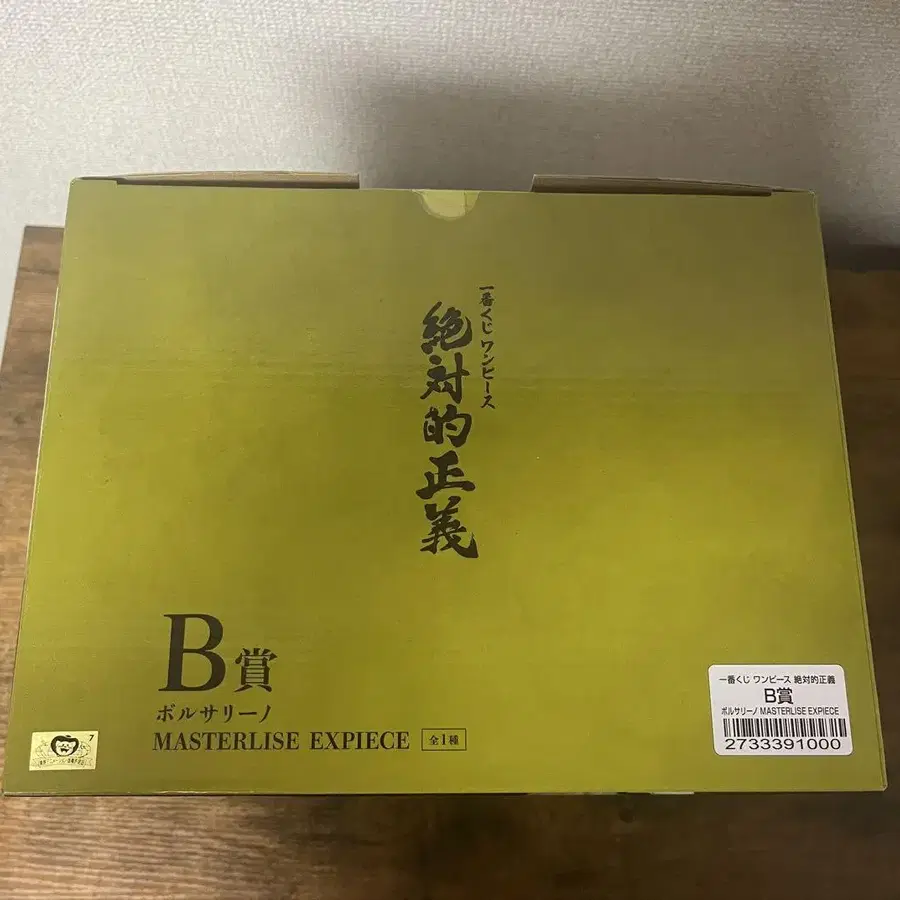 一番くじ ワンピース
絶対的正義
B賞
ボルサリーノ
MASTERLISE EXPIECE 全1種
7
一番くじ ワンピース 絶対的正義
B賞
ボルサリーノ MASTERLISE EXPIECE
2733391000